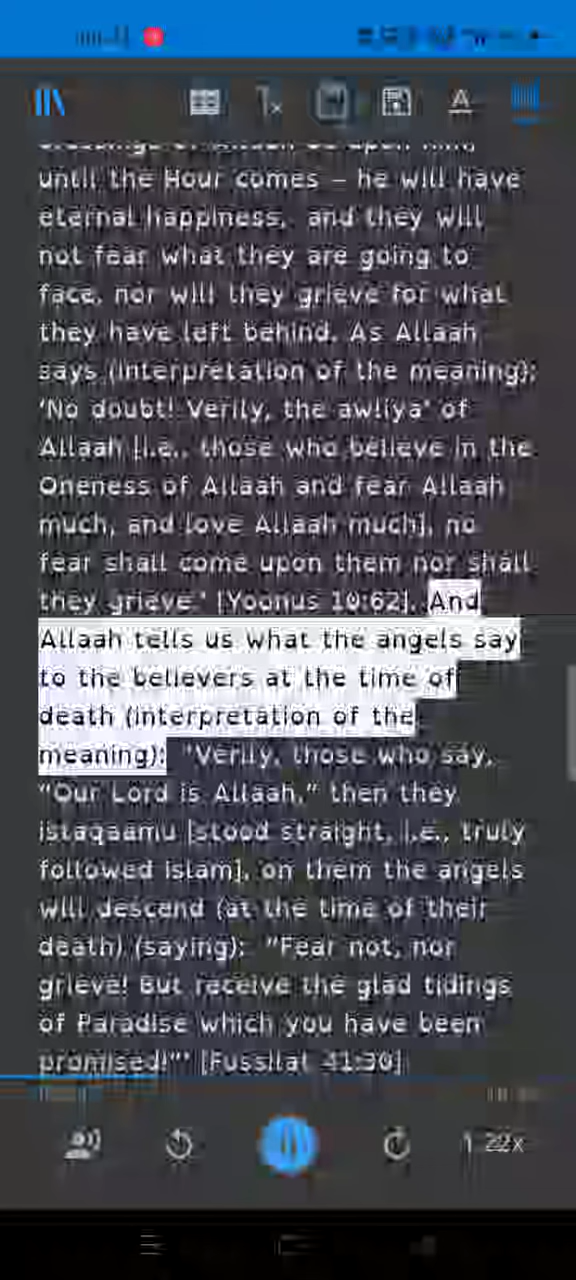 until the Hour comes – he will have
eternal happiness, and they will
not fear what they are going to
face, nor will they grieve for what
they have left behind. As Allaah
says (interpretation of the meaning):
'No doubt! Verily, the awliya' of
Allaah [i.e., those who believe in the
Oneness of Allaah and fear Allaah
much, and love Allaah much], no
fear shall come upon them nor shall
they grieve' [Yoonus 10:62]. And
Allaah tells us what the angels say
to the believers at the time of
death (interpretation of the
meaning): "Verily, those who say,
"Our Lord is Allaah," then they
istaqaamu [stood straight, i.e., truly
followed islam], on them the angels
will descend (at the time of their
death) (saying): "Fear not, nor
grieve! But receive the glad tidings
of Paradise which you have been
promised!"' [Fussilat 41:30]